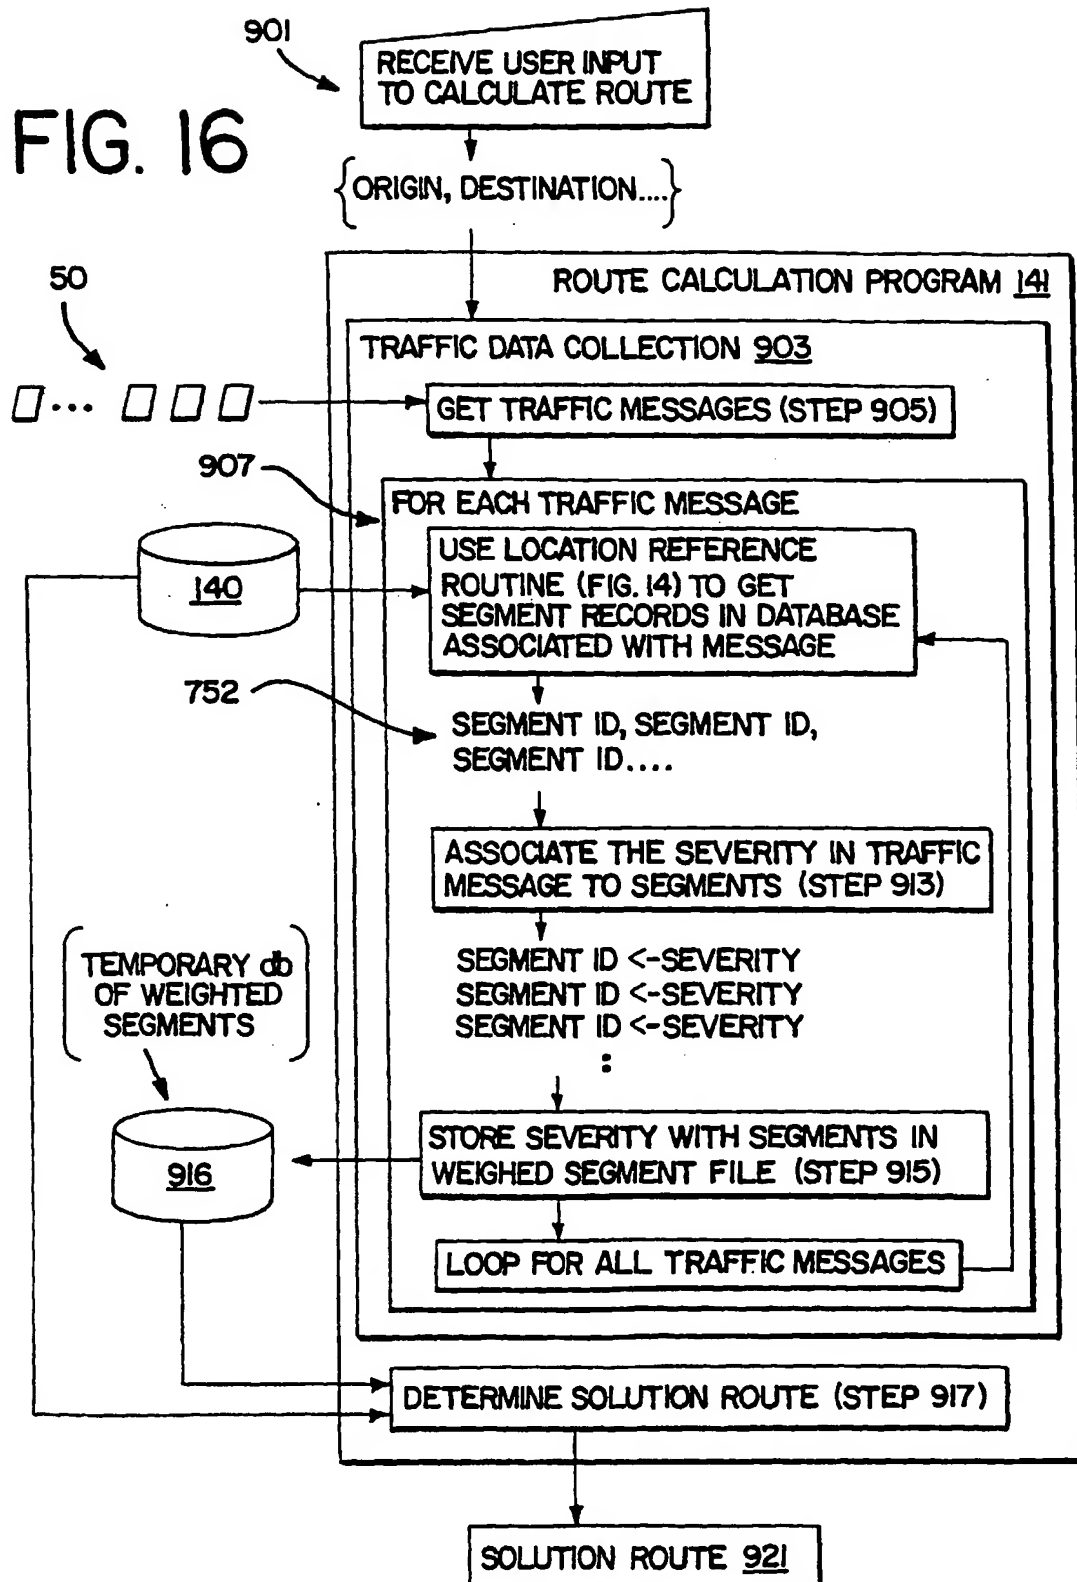 901
RECEIVE USER INPUT
TO CALCULATE ROUTE
FIG. 16
{ORIGIN, DESTINATION....}
50
ROUTE CALCULATION PROGRAM 141
TRAFFIC DATA COLLECTION 903
...
GET TRAFFIC MESSAGES (STEP 905)
907
FOR EACH TRAFFIC MESSAGE
USE LOCATION REFERENCE
ROUTINE (FIG. 14) TO GET
SEGMENT RECORDS IN DATABASE
ASSOCIATED WITH MESSAGE
140
752
SEGMENT ID, SEGMENT ID,
SEGMENT ID....
ASSOCIATE THE SEVERITY IN TRAFFIC
MESSAGE TO SEGMENTS (STEP 913)
TEMPORARY db
OF WEIGHTED
SEGMENTS
SEGMENT ID <-SEVERITY
SEGMENT ID <-SEVERITY
SEGMENT ID <-SEVERITY
:
STORE SEVERITY WITH SEGMENTS IN
WEIGHED SEGMENT FILE (STEP 915)
916
LOOP FOR ALL TRAFFIC MESSAGES
DETERMINE SOLUTION ROUTE (STEP 917)
SOLUTION ROUTE 921